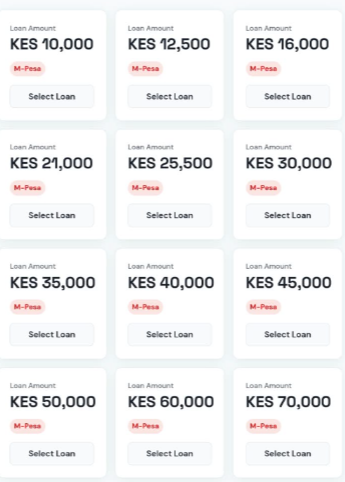 Loan Amount
KES 10,000
M-Pesa
Select Loan
Loan Amount
KES 12,500
M-Pesa
Select Loan
Loan Amount
KES 16,000
M-Pesa
Select Loan
Loan Amount
KES 21,000
M-Pesa
Select Loan
Loan Amount
KES 25,500
M-Pesa
Select Loan
Loan Amount
KES 30,000
M-Pesa
Select Loan
Loan Amount
KES 35,000
M-Pesa
Select Loan
Loan Amount
KES 40,000
M-Pesa
Select Loan
Loan Amount
KES 45,000
M-Pesa
Select Loan
Loan Amount
KES 50,000
M-Pesa
Select Loan
Loan Amount
KES 60,000
M-Pesa
Select Loan
Loan Amount
KES 70,000
M-Pesa
Select Loan